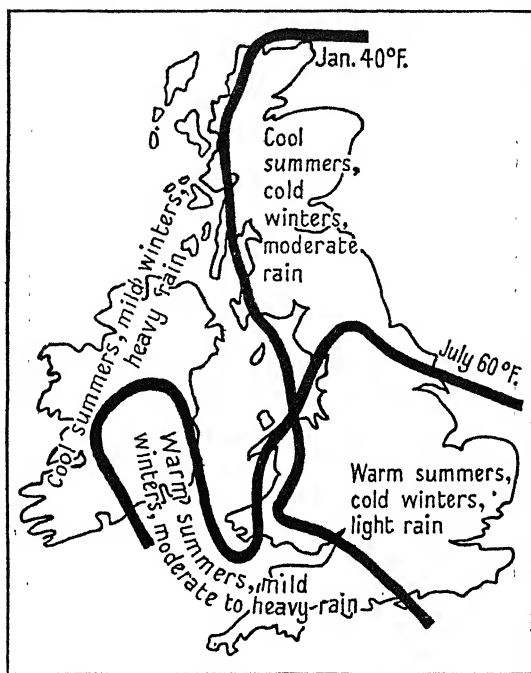 Jan. 40°F.
Cool
summers,
cold
winters,
moderate
rain
Cool summers, mild winters,
heavy rain
July 60°F.
Warm summers,
cold winters,
light rain
Warm summers, mild
winters, moderate to heavy-rain